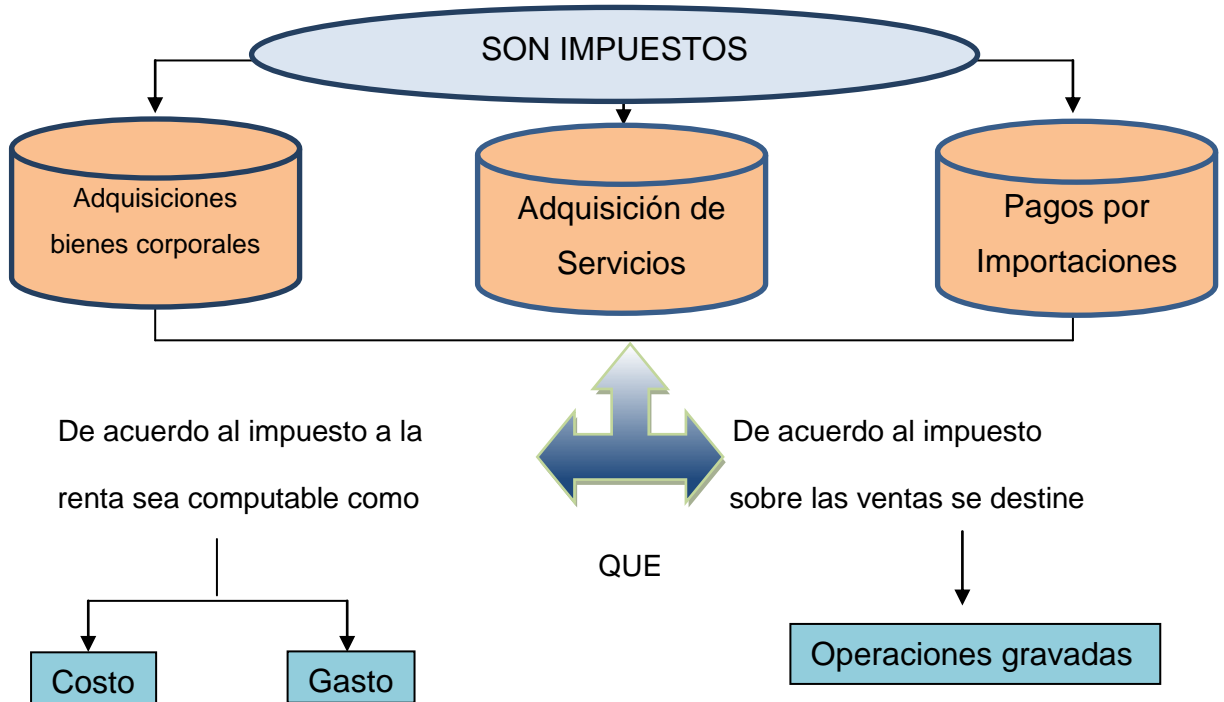 SON IMPUESTOS
Adquisiciones
bienes corporales
Adquisición de
Servicios
Pagos por
Importaciones
De acuerdo al impuesto a la
renta sea computable como
De acuerdo al impuesto
sobre las ventas se destine
QUE
Costo
Gasto
Operaciones gravadas